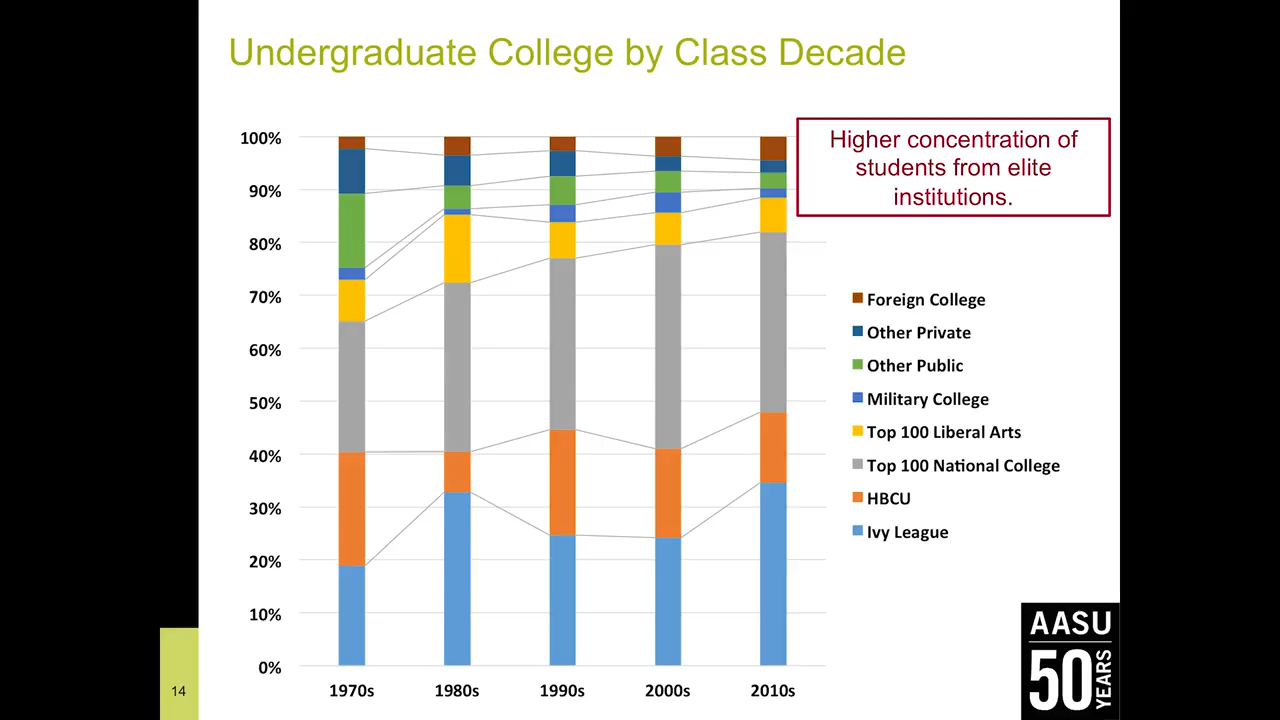 Undergraduate College by Class Decade
Higher concentration of
students from elite
institutions.
100%
90%
80%
70%
60%
50%
40%
30%
20%
10%
0%
1970s 1980s 1990s 2000s 2010s
Foreign College
Other Private
Other Public
Military College
Top 100 Liberal Arts
Top 100 National College
HBCU
Ivy League
14
AASU
50
YEARS